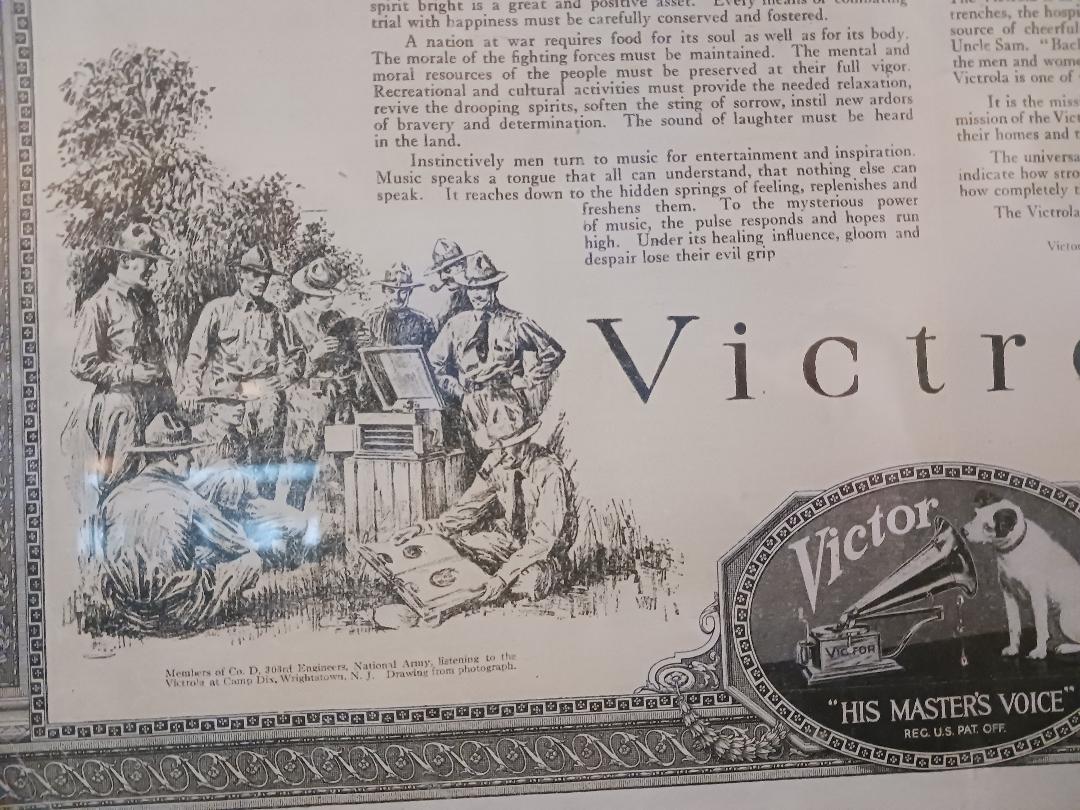 spirit bright is a great and positive asset. Every means of combating
trial with happiness must be carefully conserved and fostered.
A nation at war requires food for its soul as well as for its body.
The morale of the fighting forces must be maintained. The mental and
moral resources of the people must be preserved at their full vigor.
Recreational and cultural activities must provide the needed relaxation,
revive the drooping spirits, soften the sting of sorrow, instil new ardors
of bravery and determination. The sound of laughter must be heard
in the land.
Instinctively men turn to music for entertainment and inspiration.
Music speaks a tongue that all can understand, that nothing else can
speak. It reaches down to the hidden springs of feeling, replenishes and
freshens them. To the mysterious power
of music, the pulse responds and hopes run
high. Under its healing influence, gloom and
despair lose their evil grip
trenches, the hospi
source of cheerful
Uncle Sam. "Bac
the men and wome
Victrola is one of
It is the miss
mission of the Vict
their homes and t
The universa
indicate how stro
how completely t
The Victrola
Victo
Victr
Members of Co. D, 303rd Engineers, National Army, listening to the
Victrola at Camp Dix, Wrightstown, N. J. Drawing from photograph.
Victor
VICTOR
"HIS MASTER'S VOICE"
REG. U.S. PAT. OFF.